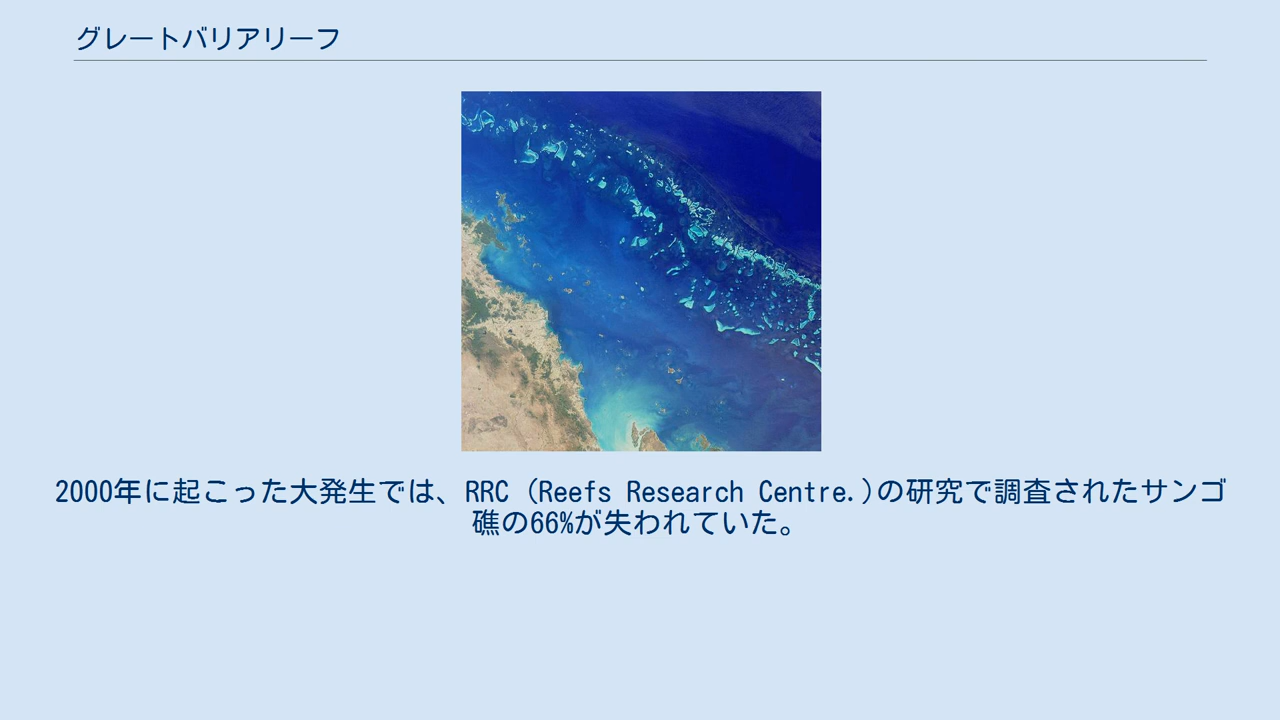 グレートバリアリーフ
2000年に起こった大発生では、RRC (Reefs Research Centre.)の研究で調査されたサンゴ
礁の66%が失われていた。